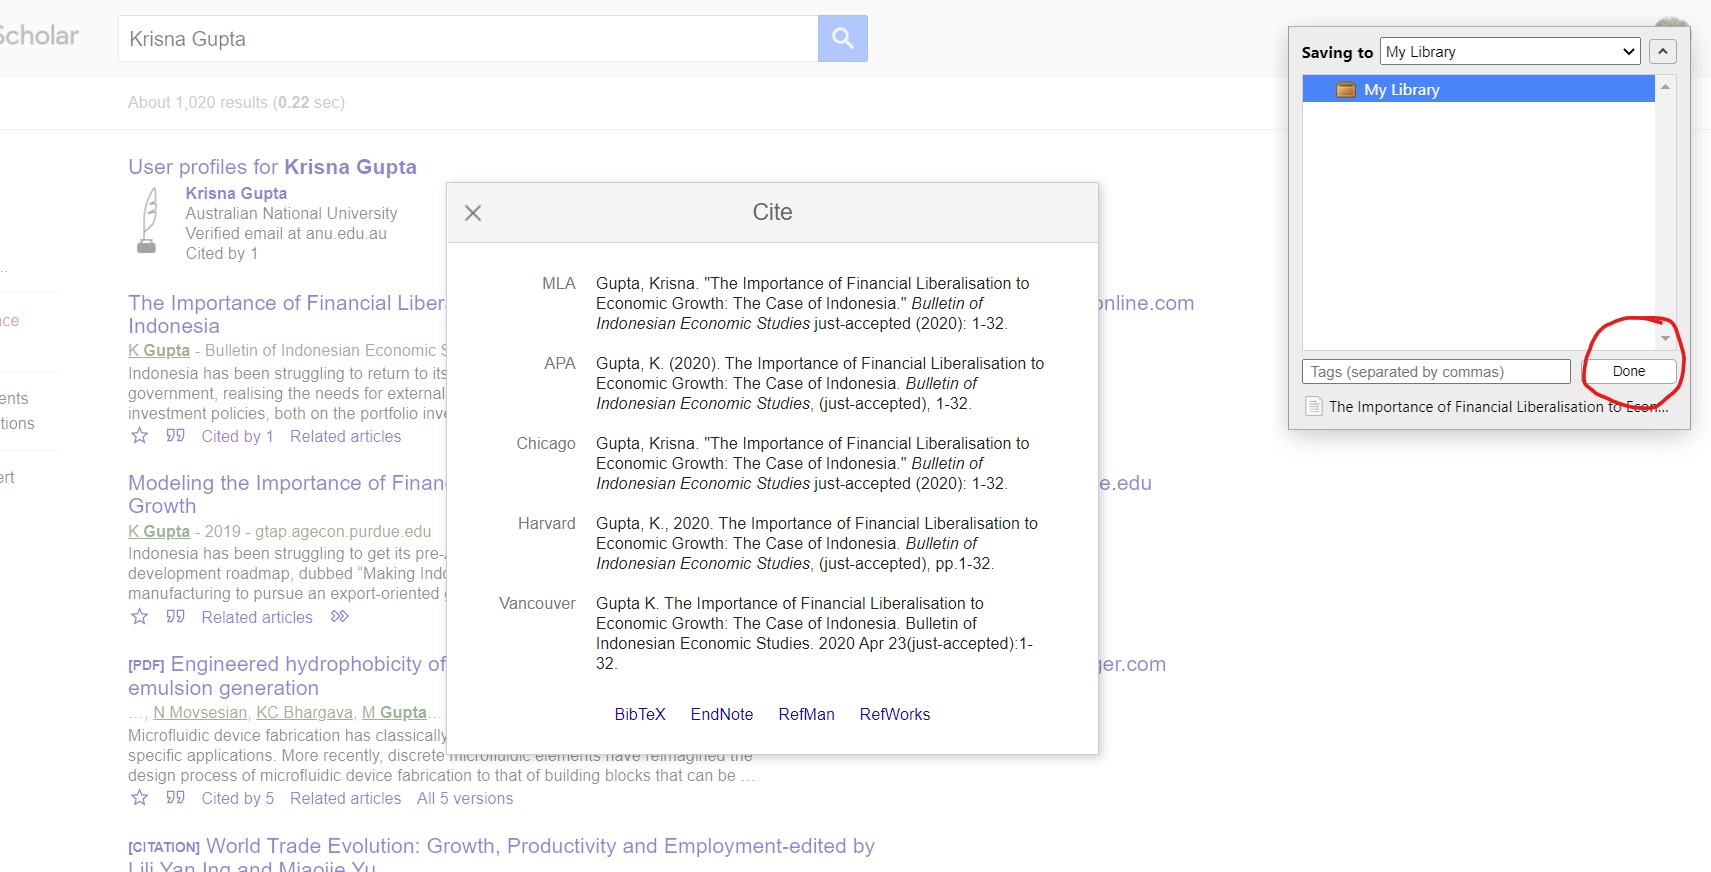 Scholar
Krisna Gupta
About 1,020 results (0.22 sec)
User profiles for Krisna Gupta
Krisna Gupta
Australian National University
Verified email at anu.edu.au
Cited by 1
The Importance of Financial Liber
online.com
Indonesia
K Gupta - Bulletin of Indonesian Economic S
Indonesia has been struggling to return to its
government, realising the needs for external
investment policies, both on the portfolio inve
Cited by 1 Related articles
Modeling the Importance of Finan
e.edu
Growth
K Gupta - 2019 - gtap.agecon.purdue.edu
Indonesia has been struggling to get its pre-
development roadmap, dubbed “Making Indo
manufacturing to pursue an export-oriented
Related articles
[PDF] Engineered hydrophobicity of
ger.com
emulsion generation
…, N Movsesian, KC Bhargava, M Gupta…
Microfluidic device fabrication has classically
specific applications. More recently, discrete microfluidic elements have reimagined the
design process of microfluidic device fabrication to that of building blocks that can be …
Cited by 5 Related articles All 5 versions
[CITATION] World Trade Evolution: Growth, Productivity and Employment-edited by
Lili Yan Ing and Miaojie Yu
..
ce
ents
tions
ert
Cite
MLA
Gupta, Krisna. "The Importance of Financial Liberalisation to
Economic Growth: The Case of Indonesia." Bulletin of
Indonesian Economic Studies just-accepted (2020): 1-32.
APA
Gupta, K. (2020). The Importance of Financial Liberalisation to
Economic Growth: The Case of Indonesia. Bulletin of
Indonesian Economic Studies, (just-accepted), 1-32.
Chicago
Gupta, Krisna. "The Importance of Financial Liberalisation to
Economic Growth: The Case of Indonesia." Bulletin of
Indonesian Economic Studies just-accepted (2020): 1-32.
Harvard
Gupta, K., 2020. The Importance of Financial Liberalisation to
Economic Growth: The Case of Indonesia. Bulletin of
Indonesian Economic Studies, (just-accepted), pp.1-32.
Vancouver
Gupta K. The Importance of Financial Liberalisation to
Economic Growth: The Case of Indonesia. Bulletin of
Indonesian Economic Studies. 2020 Apr 23(just-accepted):1-
32.
BibTeX EndNote RefMan RefWorks
Saving to My Library
My Library
Tags (separated by commas) Done
The Importance of Financial Liberalisation to Econ...